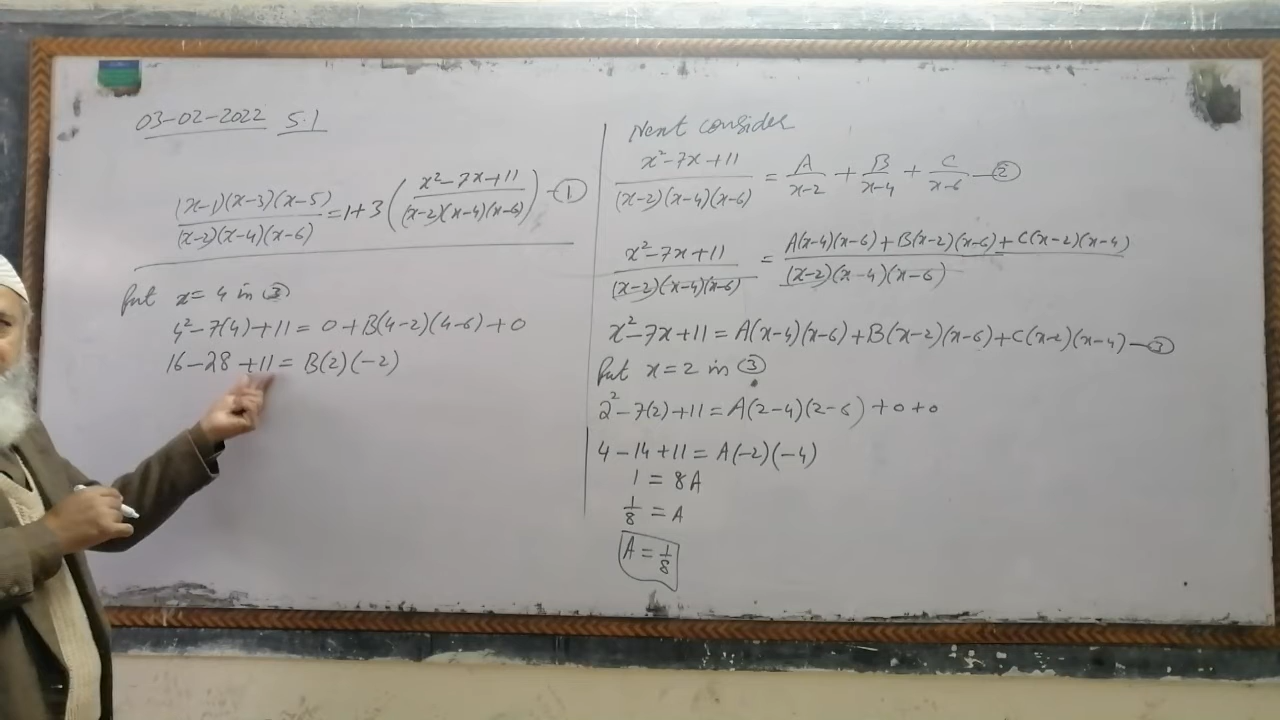 03-02-2022 5.1
(x-1)(x-3)(x-5)/(x-2)(x-4)(x-6) = 1+3(x²-7x+11/(x-2)(x-4)(x-6)) - ①
Put x=4 in ③
4²-7(4)+11 = 0+B(4-2)(4-6)+0
16-28+11 = B(2)(-2)
Next consider
x²-7x+11/(x-2)(x-4)(x-6) = A/x-2 + B/x-4 + C/x-6 - ②
x²-7x+11/(x-2)(x-4)(x-6) = A(x-4)(x-6)+B(x-2)(x-6)+C(x-2)(x-4)/(x-2)(x-4)(x-6)
x²-7x+11 = A(x-4)(x-6)+B(x-2)(x-6)+C(x-2)(x-4) - ③
Put x=2 in ③
2²-7(2)+11 = A(2-4)(2-6)+0+0
4-14+11 = A(-2)(-4)
1 = 8A
1/8 = A
A = 1/8